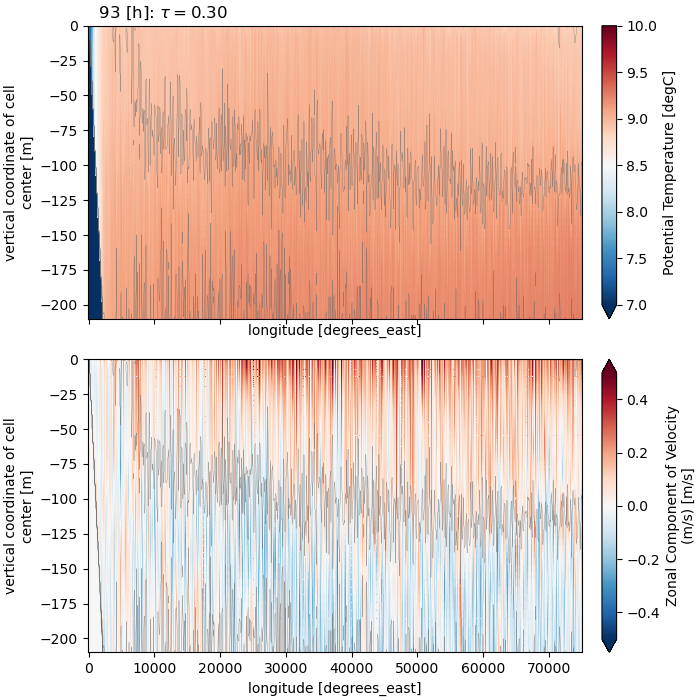 93 [h]: τ = 0.30
0
−25
−50
−75
−100
−125
−150
−175
−200
vertical coordinate of cell
center [m]
longitude [degrees_east]
10.0
9.5
9.0
8.5
8.0
7.5
7.0
Potential Temperature [degC]
0
−25
−50
−75
−100
−125
−150
−175
−200
vertical coordinate of cell
center [m]
0 10000 20000 30000 40000 50000 60000 70000
longitude [degrees_east]
0.4
0.2
0.0
−0.2
−0.4
Zonal Component of Velocity
(m/s) [m/s]